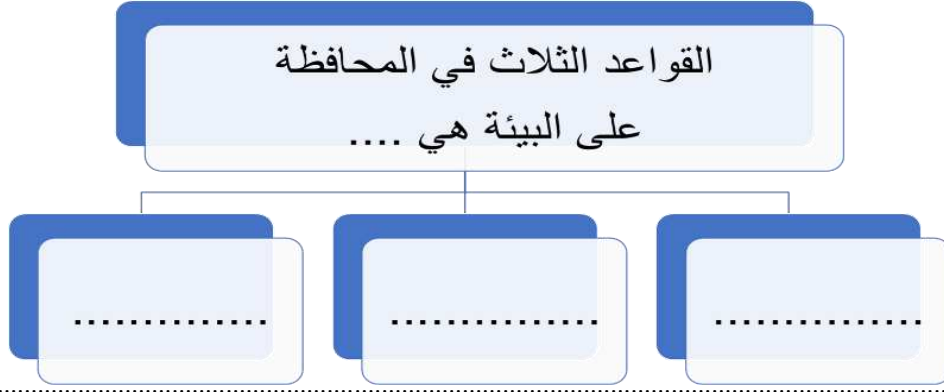 القواعد الثلاث في المحافظة
على البيئة هي ....
............... ............... ..............